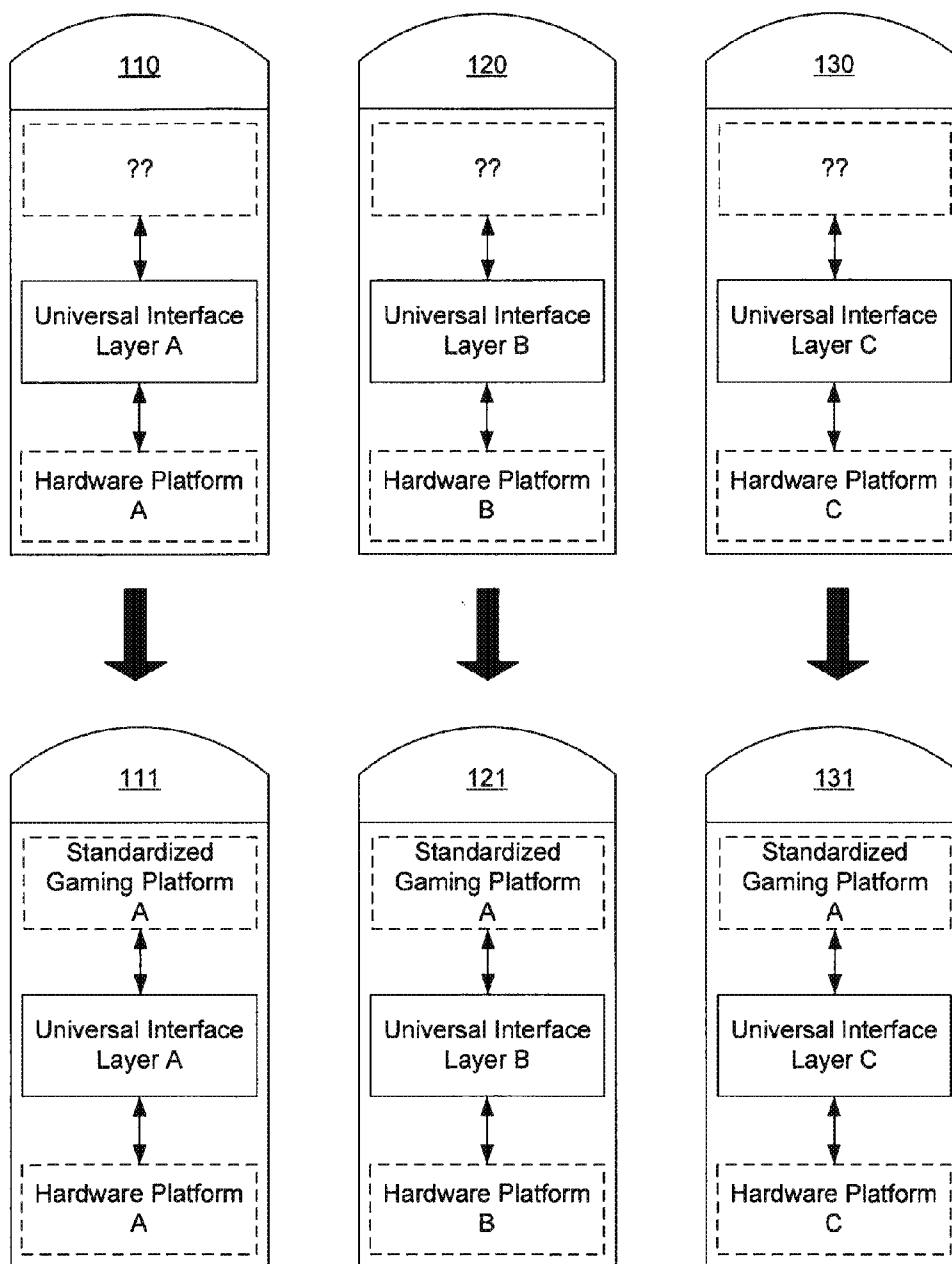 110
120
130
??
??
??
Universal Interface
Layer A
Universal Interface
Layer B
Universal Interface
Layer C
Hardware Platform
A
Hardware Platform
B
Hardware Platform
C
111
121
131
Standardized
Gaming Platform
A
Standardized
Gaming Platform
A
Standardized
Gaming Platform
A
Universal Interface
Layer A
Universal Interface
Layer B
Universal Interface
Layer C
Hardware Platform
A
Hardware Platform
B
Hardware Platform
C